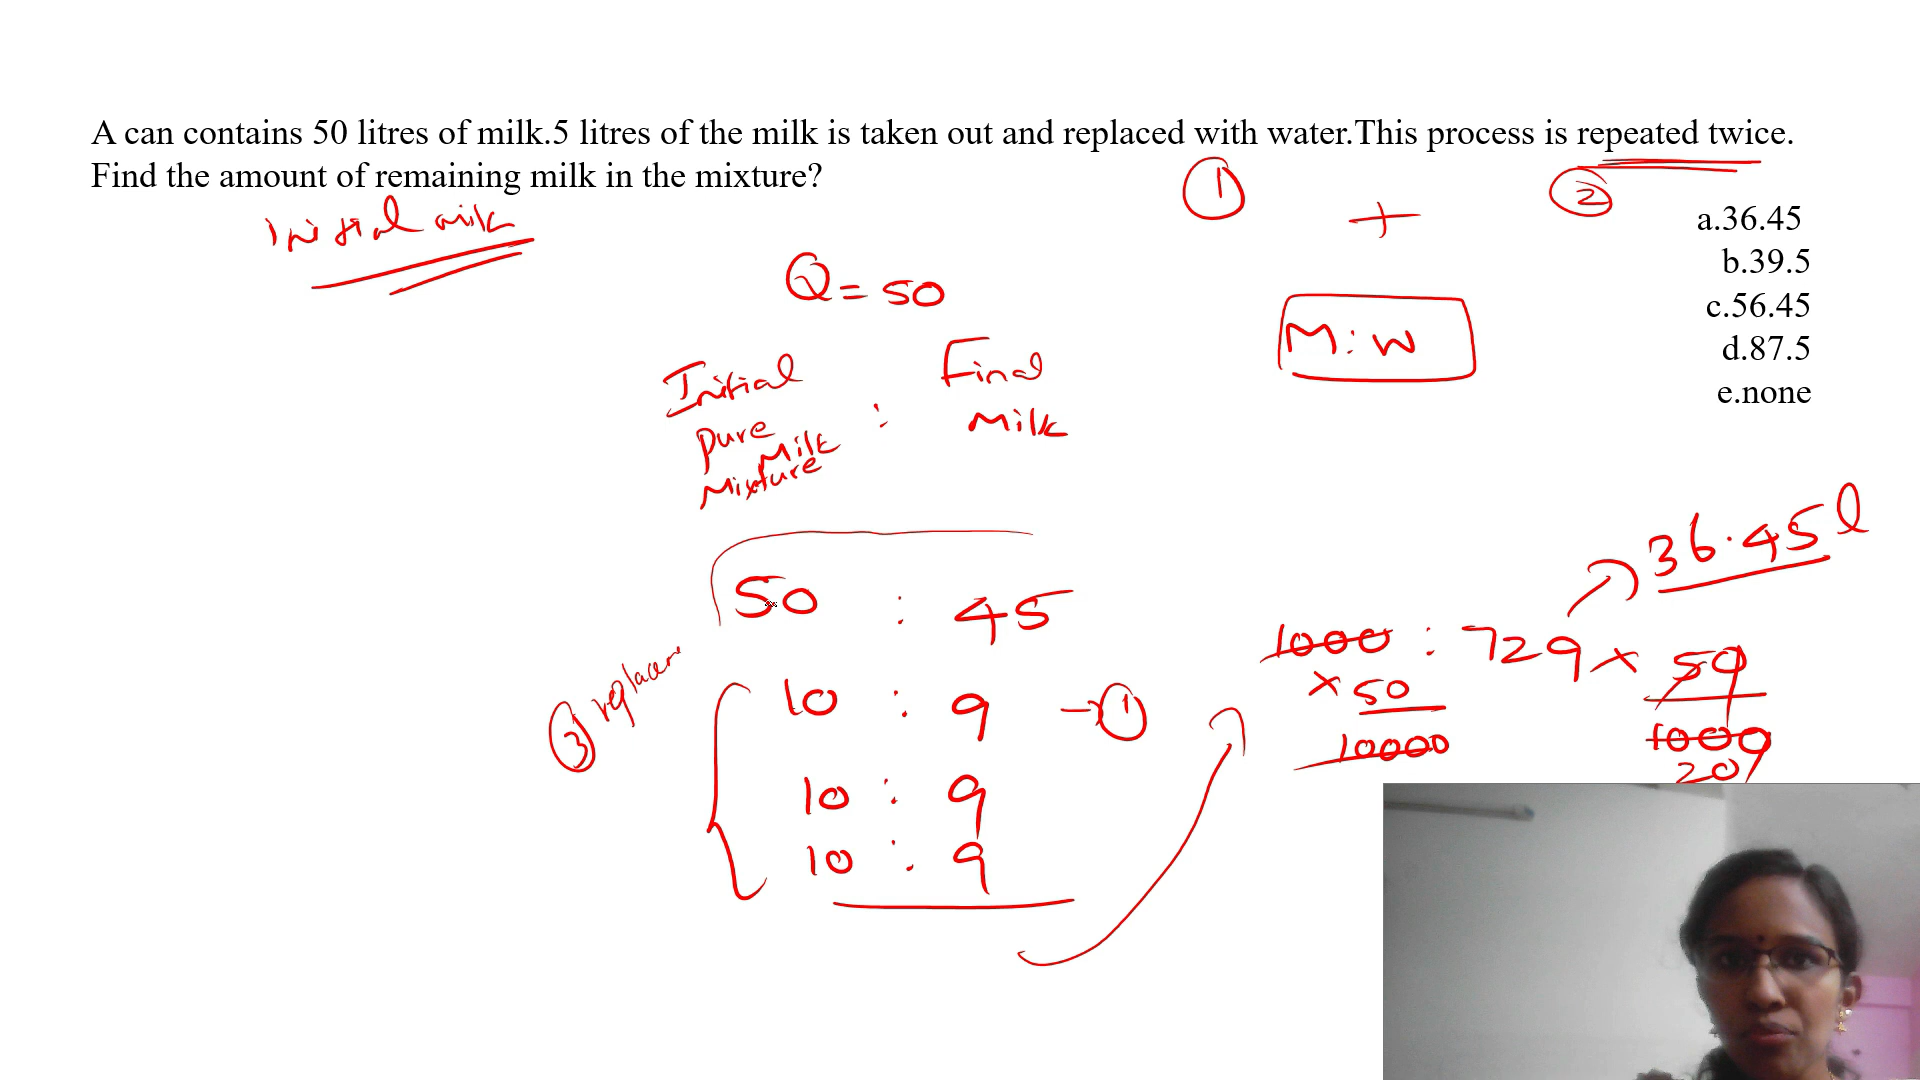 A can contains 50 litres of milk.5 litres of the milk is taken out and replaced with water.This process is repeated twice.
Find the amount of remaining milk in the mixture?
Initial milk
1 + 2
a.36.45
b.39.5
c.56.45
d.87.5
e.none
Q = 50
M : W
Initial pure Milk Mixture : Final Milk
50 : 45
3 replacem
10 : 9 → 1
10 : 9
10 : 9
1000 : 729 × 50
× 50
10000
1000
20
36.45 l